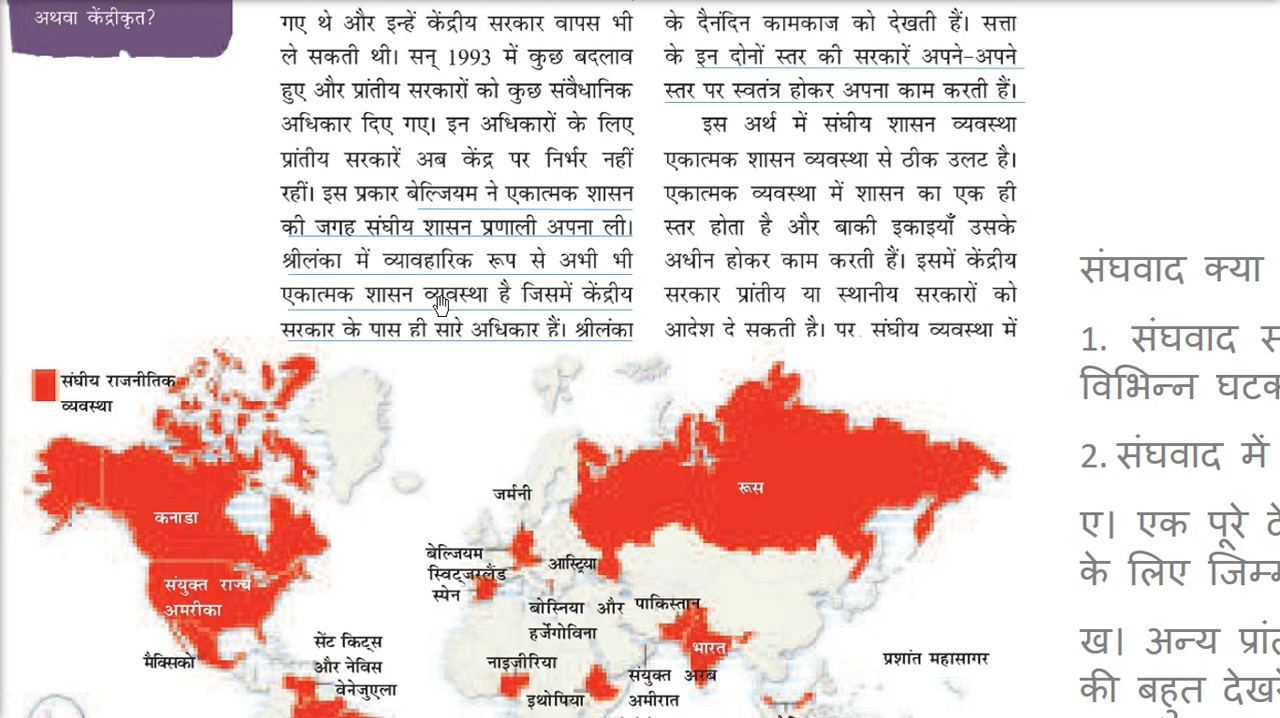 अथवा केंद्रीकृत?
गए थे और इन्हें केंद्रीय सरकार वापस भी
ले सकती थी। सन् 1993 में कुछ बदलाव
हुए और प्रांतीय सरकारों को कुछ संवैधानिक
अधिकार दिए गए। इन अधिकारों के लिए
प्रांतीय सरकारें अब केंद्र पर निर्भर नहीं
रहीं। इस प्रकार बेल्जियम ने एकात्मक शासन
की जगह संघीय शासन प्रणाली अपना ली।
श्रीलंका में व्यावहारिक रूप से अभी भी
एकात्मक शासन व्यवस्था है जिसमें केंद्रीय
सरकार के पास ही सारे अधिकार हैं। श्रीलंका
के दैनंदिन कामकाज को देखती हैं। सत्ता
के इन दोनों स्तर की सरकारें अपने-अपने
स्तर पर स्वतंत्र होकर अपना काम करती हैं।
इस अर्थ में संघीय शासन व्यवस्था
एकात्मक शासन व्यवस्था से ठीक उलट है।
एकात्मक व्यवस्था में शासन का एक ही
स्तर होता है और बाकी इकाइयाँ उसके
अधीन होकर काम करती हैं। इसमें केंद्रीय
सरकार प्रांतीय या स्थानीय सरकारों को
आदेश दे सकती है। पर संघीय व्यवस्था में
संघीय राजनीतिक
व्यवस्था
कनाडा
संयुक्त राज्य
अमरीका
मैक्सिको
सेंट किट्स
और नेविस
वेनेजुएला
जर्मनी
बेल्जियम
स्विट्जरलैंड
स्पेन
आस्ट्रिया
बोस्निया और
हर्जेगोविना
पाकिस्तान
रूस
भारत
नाइजीरिया
इथोपिया
संयुक्त अरब
अमीरात
प्रशांत महासागर
संघवाद क्या
1. संघवाद
विभिन्न
2. संघवाद में
ए। एक पूरे
के लिए
ख। अन्य
की बहुत